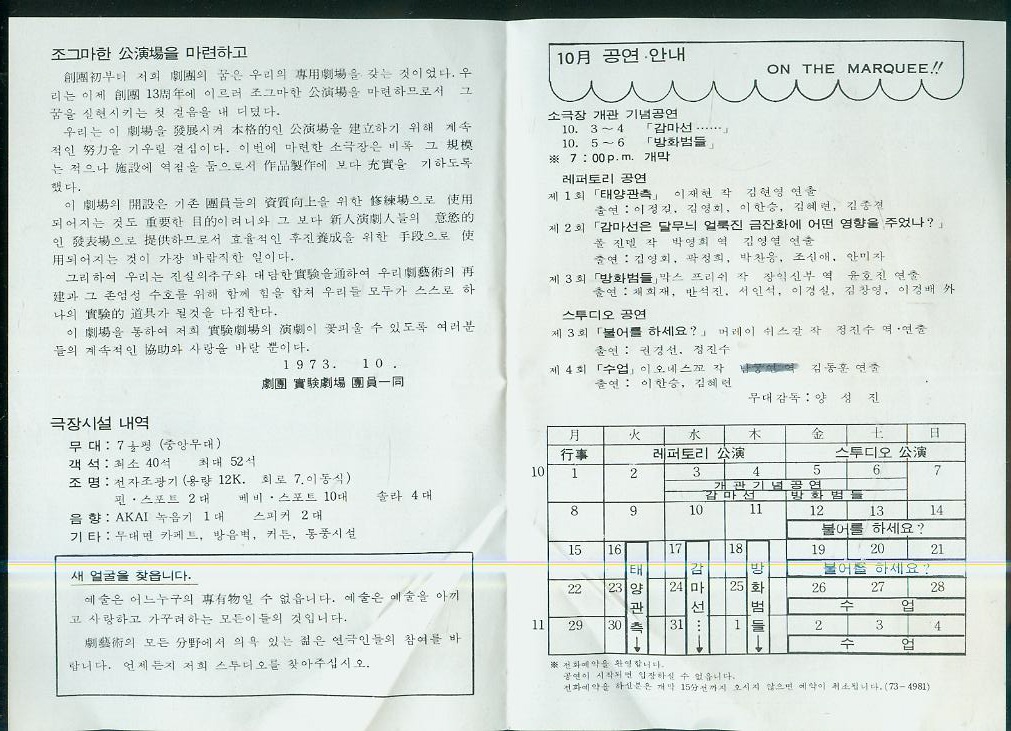 조그마한 公演場을 마련하고
創團初부터 저희 劇團의 꿈은 우리의 專用劇場을 갖는 것이었다. 우
리는 이제 創團 13周年에 이르러 조그마한 公演場을 마련하므로서 그
꿈을 실현시키는 첫 걸음을 내 디뎠다.
우리는 이 劇場을 發展시켜 本格的인 公演場을 建立하기 위해 계속
적인 努力을 기우릴 결심이다. 이번에 마련한 소극장은 비록 그 規模
는 적으나 施設에 역점을 둠으로서 作品製作에 보다 充實을 기하도록
했다.
이 劇場의 開設은 기존 團員들의 資質向上을 위한 修練場으로 使用
되어지는 것도 重要한 目的이려니와 그 보다 新人演劇人들의 意慾的
인 發表場으로 提供하므로서 효율적인 후진養成을 위한 手段으로 使
用되어지는 것이 가장 바람직한 일이다.
그리하여 우리는 진실의추구와 대담한實驗을通하여 우리劇藝術의 再
建과 그 존엄성 수호를 위해 함께 힘을 합쳐 우리들 모두가 스스로 하
나의 實驗的 道具가 될것을 다짐한다.
이 劇場을 통하여 저희 實驗劇場의 演劇이 꽃피울 수 있도록 여러분
들의 계속적인 協助와 사랑을 바랄 뿐이다.
1973. 10.
劇團 實驗劇場 團員一同
극장시설 내역
무 대 : 7½평 (중앙무대)
객 석 : 최소 40석 최대 52석
조 명 : 전자조광기 (용량 12K. 회로 7.이동식)
핀·스포트 2대 베비·스포트 10대 출라 4대
음 향 : AKAI 녹음기 1대 스피커 2대
기 타 : 무대면 카페트, 방음벽, 커튼, 통풍시설
새 얼굴을 찾읍니다.
예술은 어느누구의 專有物일 수 없읍니다. 예술은 예술을 아끼
고 사랑하고 가꾸려하는 모든이들의 것입니다.
劇藝術의 모든 分野에서 의욕 있는 젊은 연극인들의 참여를 바
랍니다. 언제든지 저희 스튜디오를 찾아주십시오.
10月 공연·안내
ON THE MARQUEE!!
소극장 개관 기념공연
10. 3～4 「감마선……」
10. 5～6 「방화범들」
※ 7：00p.m. 개막
레퍼토리 공연
제1회 「태양관측」 이재현 작 김현영 연출
출연 : 이정길, 김영회, 이한승, 김혜련, 김종결
제2회 「감마선은 달무늬 얼룩진 금잔화에 어떤 영향을 주었나?」
폴 진델 작 박영희 역 김영열 연출
출연 : 김영회, 곽정희, 박찬응, 조신애, 안미자
제3회 「방화범들」 막스 프리쉬 작 장익신부 역 윤호진 연출
출연 : 채희재, 반석진, 서인석, 이경실, 김창영, 이경배 外
스투디오 공연
제3회 「불어를 하세요?」 머레이 쉬스갈 작 정진수 역·연출
출연 : 권경선, 정진수
제4회 「수업」 이오네스꼬 작 김동훈 연출
출연 : 이한승, 김혜련
무대감독 : 양 성 진
月 火 水 木 金 土 日
行事 레퍼토리 公演 스투디오 公演
10 1 2 3 4 5 6 7
개관기념공연
감마선 방화범들
8 9 10 11 12 13 14
불어를 하세요?
15 16 17 18 19 20 21
태양관측 감마선… 방화범들
불어를 하세요?
22 23 24 25 26 27 28
수 업
11 29 30 31 1 2 3 4
수 업
※ 전화예약을 환영합니다.
공연이 시작되면 입장하실 수 없읍니다.
전화예약을 하신분은 개막 15分전까지 오시지 않으면 예약이 취소됩니다. (73－4981)